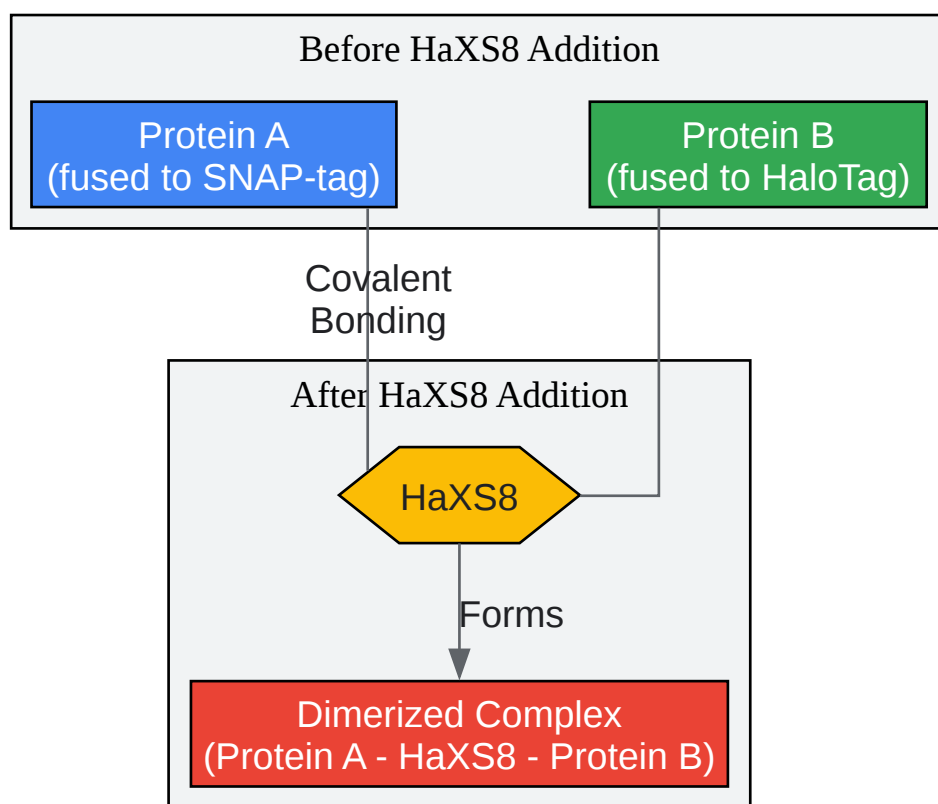 Before HaXS8 Addition
Protein A
(fused to SNAP-tag)
Protein B
(fused to HaloTag)
Covalent
Bonding
After HaXS8 Addition
HaXS8
Forms
Dimerized Complex
(Protein A - HaXS8 - Protein B)